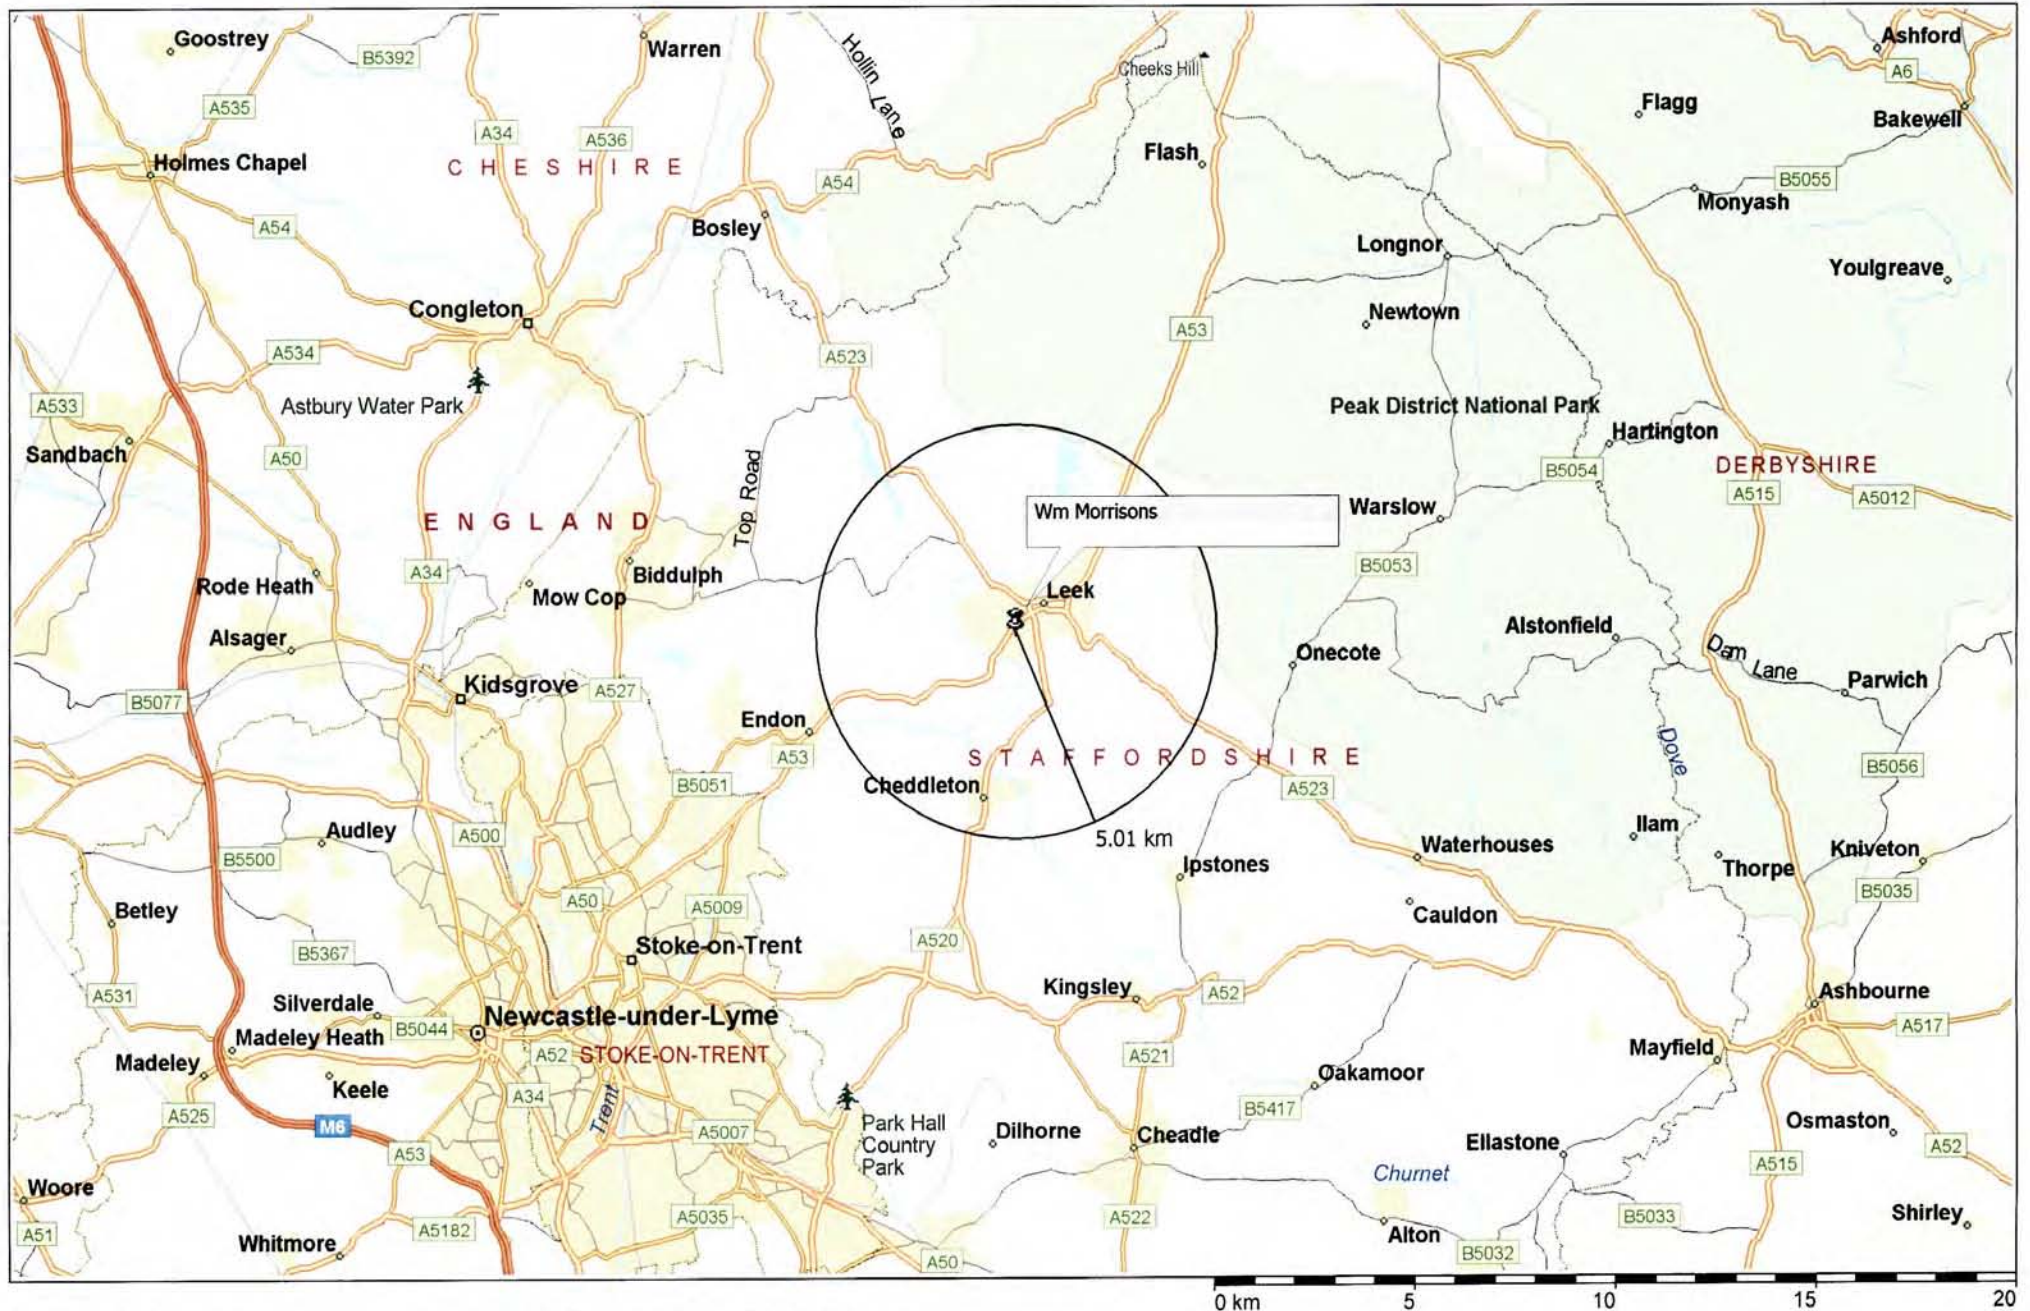 Goostrey
B5392
Warren
Hollin Lane
Cheeks Hill
Ashford
A6
A535
A34
A536
Flagg
Bakewell
Holmes Chapel
CHESHIRE
A54
Flash
B5055
Monyash
A54
Bosley
Longnor
Youlgreave
Congleton
Newtown
A53
A534
A523
Astbury Water Park
A533
Peak District National Park
Hartington
Sandbach
A50
Top Road
B5054
DERBYSHIRE
A515
A5012
ENGLAND
Wm Morrisons
Warslow
A34
Rode Heath
Biddulph
Mow Cop
Leek
B5053
Alsager
Alstonfield
Onecote
Dam Lane
Parwich
B5077
Kidsgrove
A527
Endon
A53
STAFFORDSHIRE
Dove
B5056
B5051
Cheddleton
A523
Audley
A500
5.01 km
Ilam
B5500
Ipstones
Waterhouses
Thorpe
Kniveton
B5035
Betley
A50
A5009
Cauldon
B5367
Stoke-on-Trent
A520
A531
Silverdale
B5044
Newcastle-under-Lyme
Kingsley
A52
Ashbourne
A517
Madeley Heath
Madeley
A52
STOKE-ON-TRENT
A521
Mayfield
Keele
A34
Trent
Oakamoor
A525
M6
B5417
Park Hall
Country
Park
A53
A5007
Dilhorne
Cheadle
Ellastone
Osmaston
A52
Churnet
A515
Woore
A51
Whitmore
A5182
A5035
A50
A522
Alton
B5032
B5033
Shirley
0 km
5
10
15
20